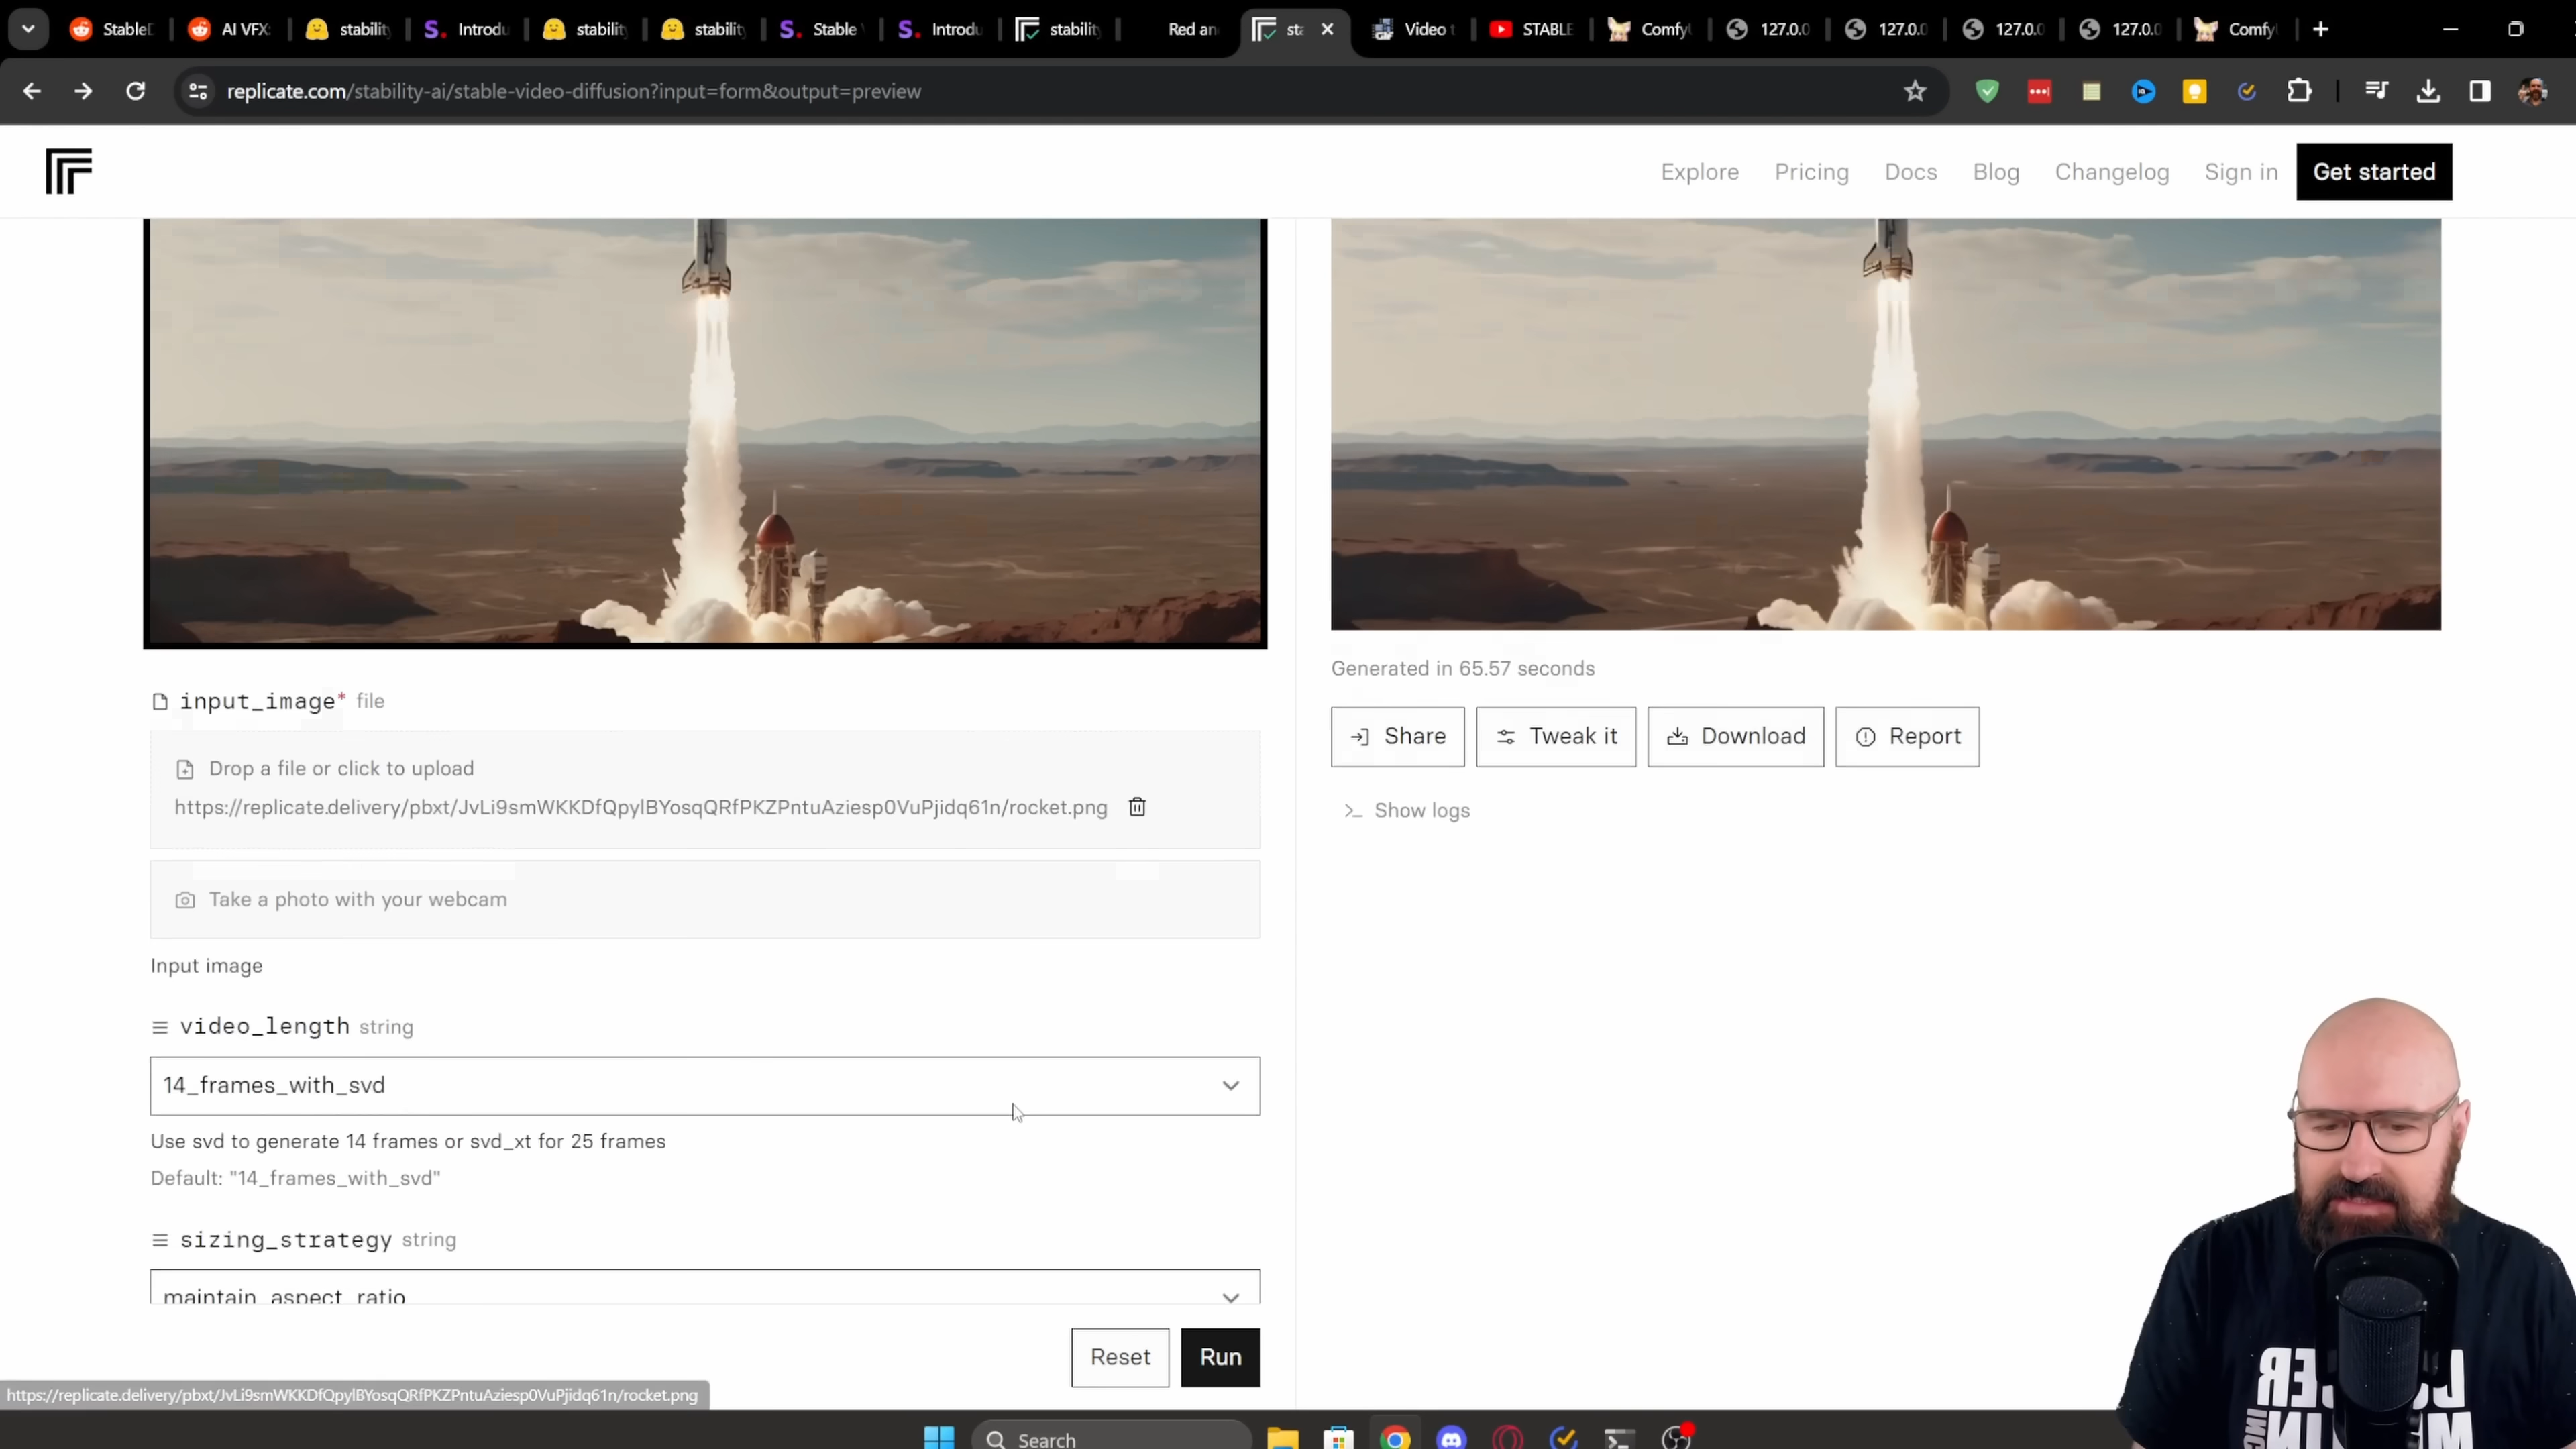 StableD
AI VFX:
stability
Introdu
stability
stability
Stable V
Introdu
stability
Red an
sta
Video t
STABLE
Comfy
127.0.0
127.0.0
127.0.0
127.0.0
Comfy
replicate.com/stability-ai/stable-video-diffusion?input=form&output=preview
Explore
Pricing
Docs
Blog
Changelog
Sign in
Get started
input_image* file
Drop a file or click to upload
https://replicate.delivery/pbxt/JvLi9smWKKDfQpylBYosqQRfPKZPntuAziesp0VuPjidq61n/rocket.png
Take a photo with your webcam
Input image
video_length string
14_frames_with_svd
Use svd to generate 14 frames or svd_xt for 25 frames
Default: "14_frames_with_svd"
sizing_strategy string
maintain_aspect_ratio
Reset
Run
Generated in 65.57 seconds
Share
Tweak it
Download
Report
Show logs
https://replicate.delivery/pbxt/JvLi9smWKKDfQpylBYosqQRfPKZPntuAziesp0VuPjidq61n/rocket.png
Search